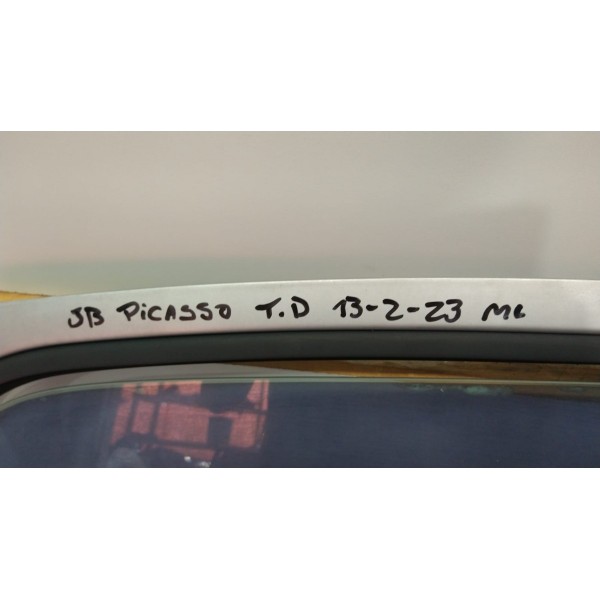 JB PiCASSO T.D 13-2-23 MC